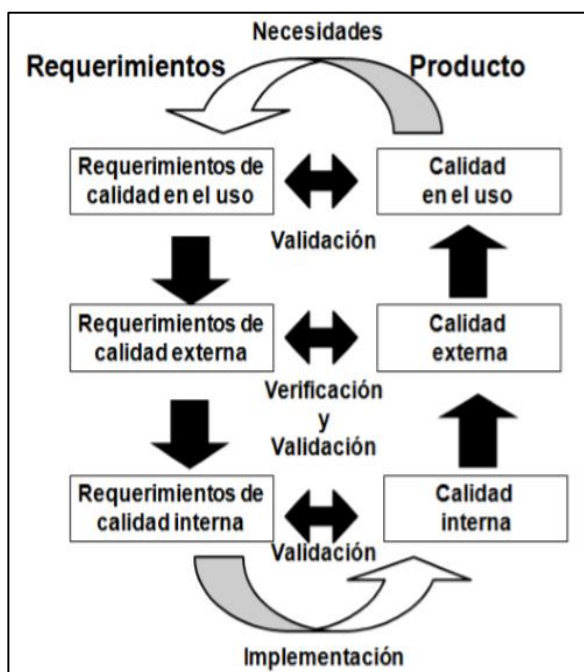 Necesidades
Requerimientos
Producto
Requerimientos de
calidad en el uso
Calidad
en el uso
Validación
Requerimientos de
calidad externa
Calidad
externa
Verificación
y
Validación
Requerimientos de
calidad interna
Calidad
interna
Validación
Implementación